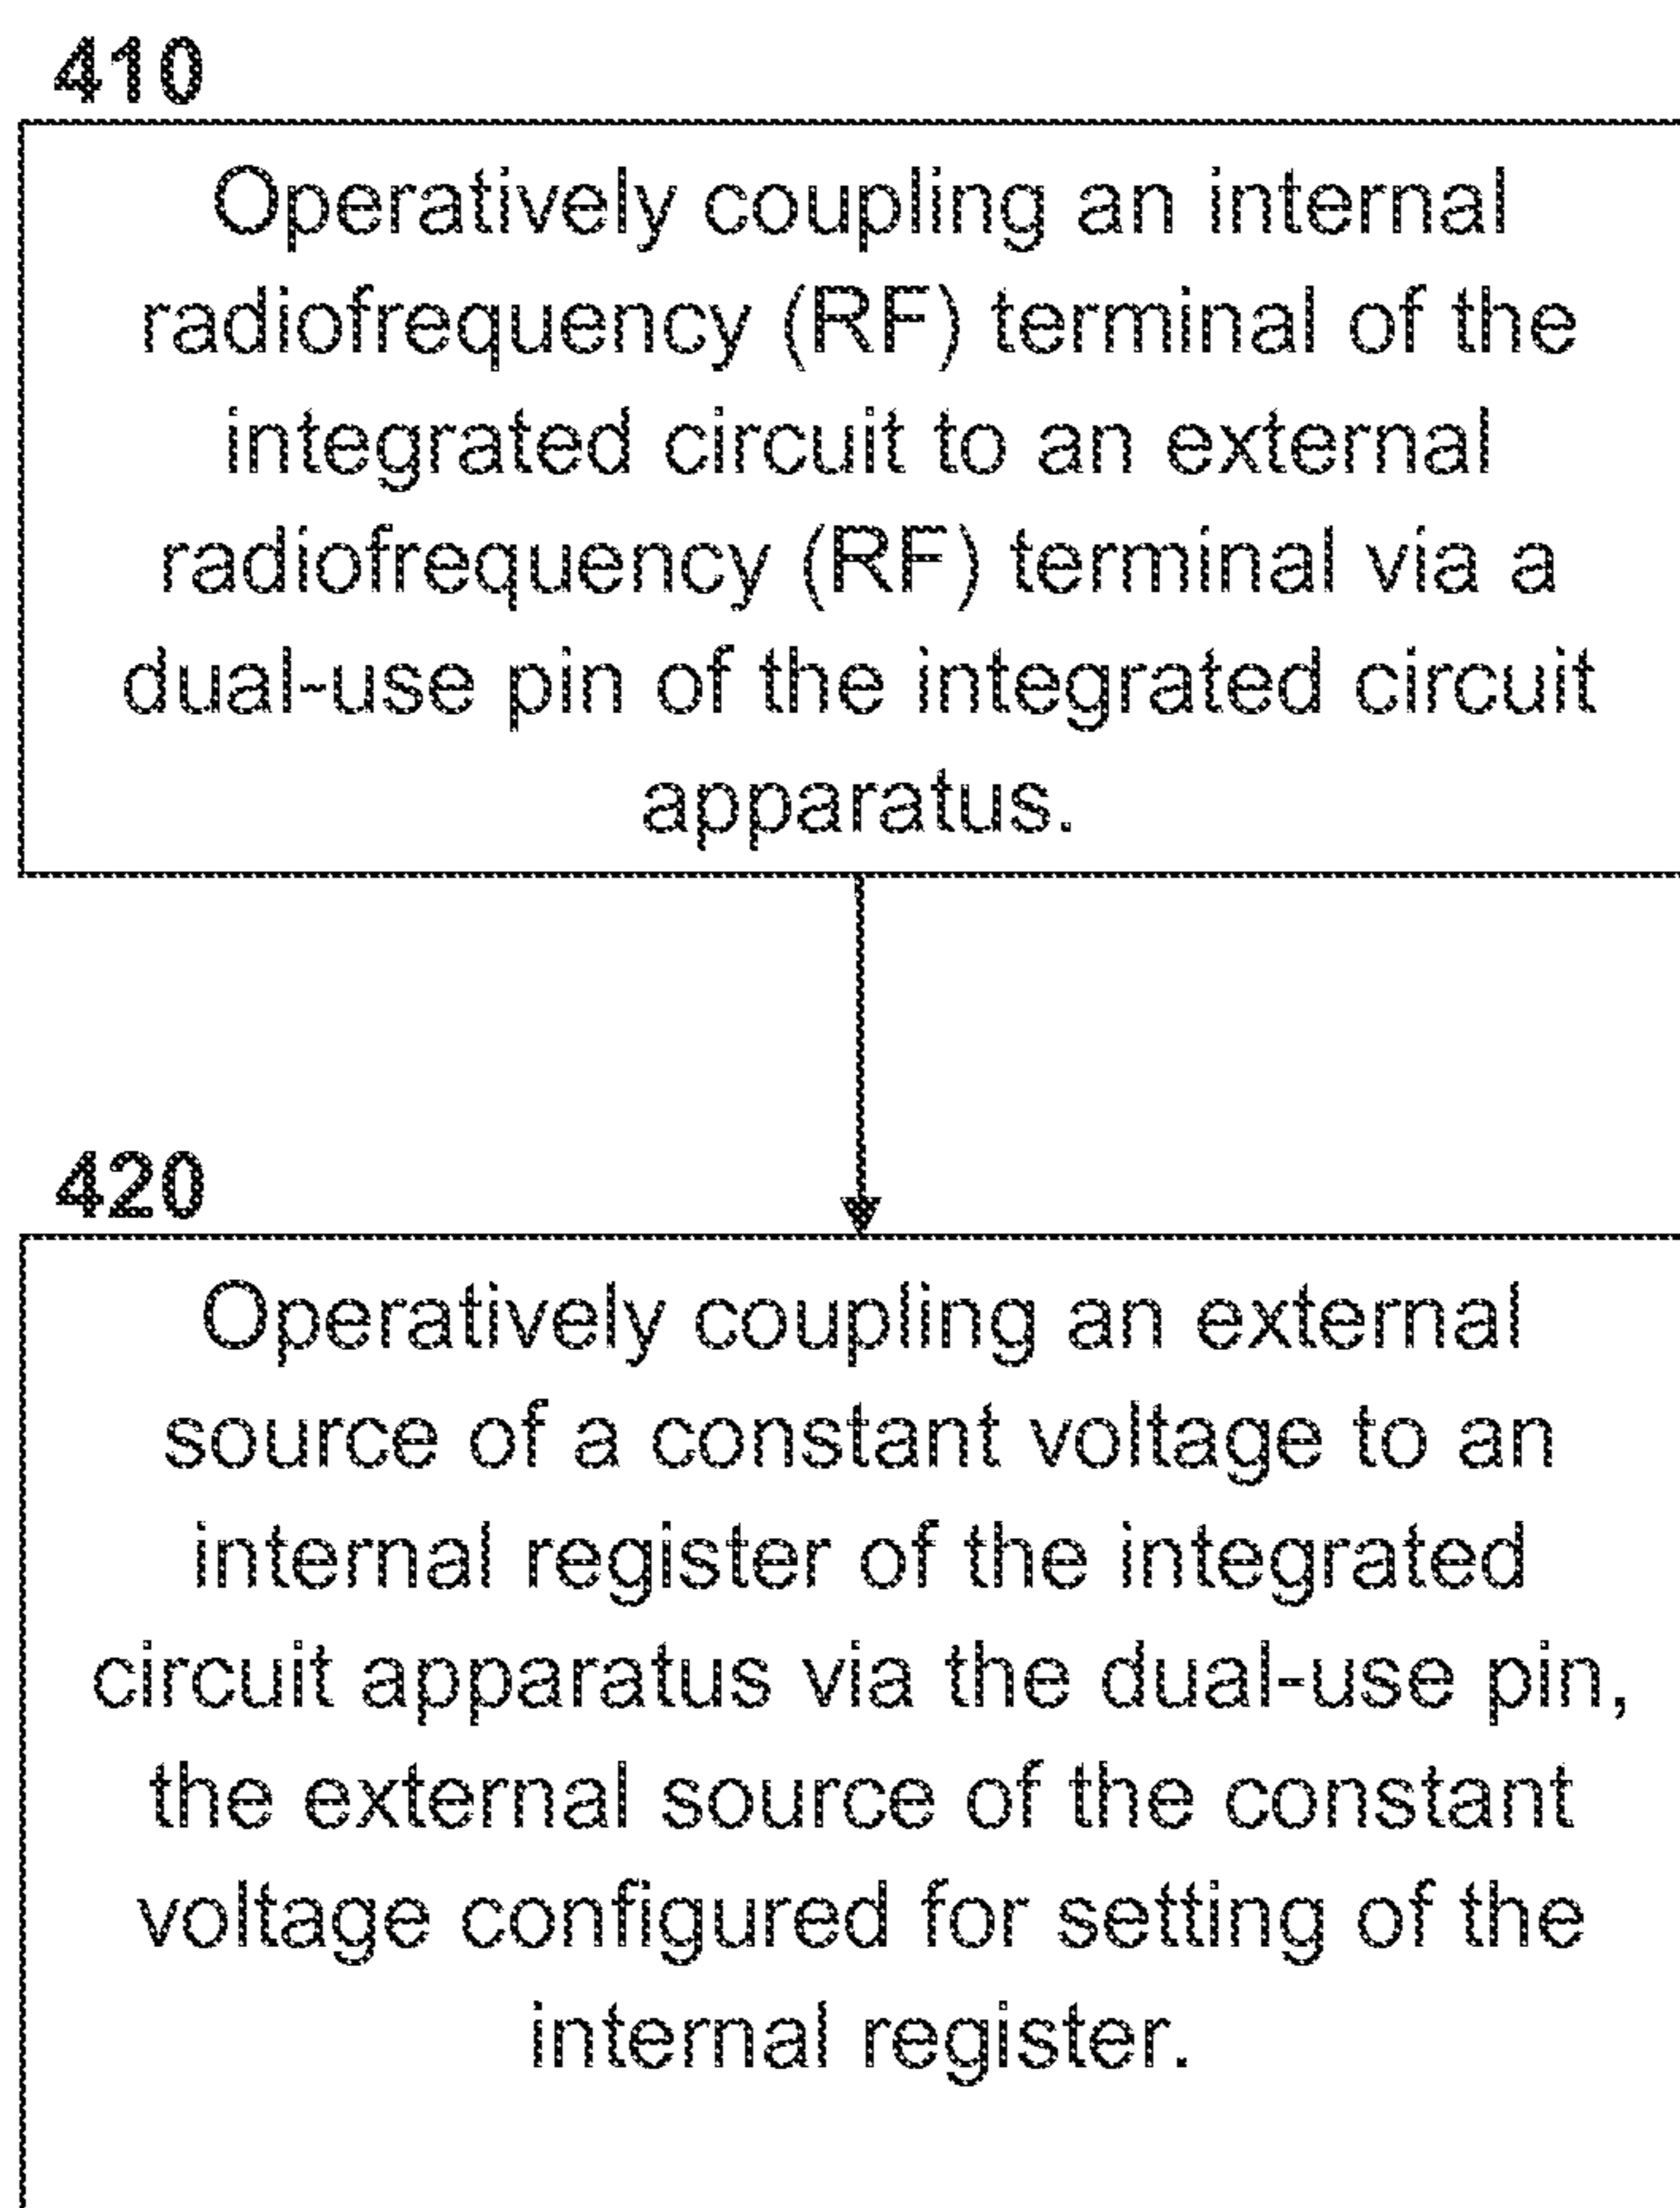 410
Operatively coupling an internal
radiofrequency (RF) terminal of the
integrated circuit to an external
radiofrequency (RF) terminal via a
dual-use pin of the integrated circuit
apparatus.
420
Operatively coupling an external
source of a constant voltage to an
internal register of the integrated
circuit apparatus via the dual-use pin,
the external source of the constant
voltage configured for setting of the
internal register.